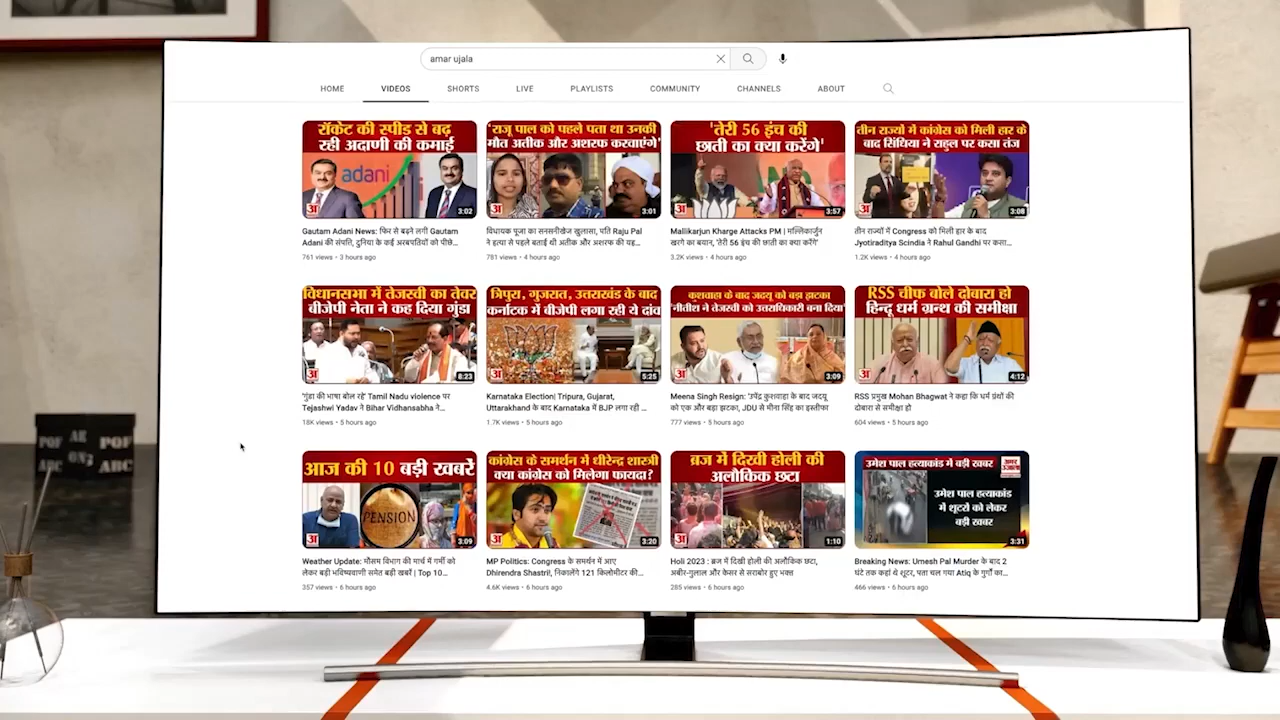 amar ujala
HOME VIDEOS SHORTS LIVE PLAYLISTS COMMUNITY CHANNELS ABOUT
रॉकेट की स्पीड से बढ़
रही अदाणी की कमाई
adani
अ
3:02
Gautam Adani News: फिर से बढ़ने लगी Gautam
Adani की संपत्ति, दुनिया के कई अरबपतियों को पीछे...
761 views • 3 hours ago
'राजू पाल को पहले पता था उनकी
मौत अतीक और अशरफ करवाएंगे'
अ
3:01
विधायक पूजा का सनसनीखेज खुलासा, पति Raju Pal
ने हत्या से पहले बताई थी अतीक और अशरफ की यह...
781 views • 4 hours ago
'तेरी 56 इंच की
छाती का क्या करेंगे'
अ
3:57
Mallikarjun Kharge Attacks PM | मल्लिकार्जुन
खरगे का बयान, 'तेरी 56 इंच की छाती का क्या करेंगे'
3.2K views • 4 hours ago
तीन राज्यों में कांग्रेस को मिली हार के
बाद सिंधिया ने राहुल पर कसा तंज
अ
3:08
तीन राज्यों में Congress को मिली हार के बाद
Jyotiraditya Scindia ने Rahul Gandhi पर कसा...
1.2K views • 4 hours ago
विधानसभा में तेजस्वी का तेवर
बीजेपी नेता ने कह दिया गुंडा
अ
8:23
'गुंडा की भाषा बोल रहे' Tamil Nadu violence पर
Tejashwi Yadav ने Bihar Vidhansabha ने...
18K views • 5 hours ago
त्रिपुरा, गुजरात, उत्तराखंड के बाद
कर्नाटक में बीजेपी लगा रही ये दांव
अ
5:25
Karnataka Election| Tripura, Gujarat,
Uttarakhand के बाद Karnataka में BJP लगा रही ...
1.7K views • 5 hours ago
कुशवाहा के बाद जदयू को बड़ा झटका
'नीतीश ने तेजस्वी को उत्तराधिकारी बना दिया'
अ
3:09
Meena Singh Resign: 'उपेंद्र कुशवाहा के बाद जदयू
को एक और बड़ा झटका, JDU से मीना सिंह का इस्तीफा
777 views • 5 hours ago
RSS चीफ बोले दोबारा हो
हिन्दू धर्म ग्रन्थ की समीक्षा
अ
4:12
RSS प्रमुख Mohan Bhagwat ने कहा कि धर्म ग्रंथों की
दोबारा से समीक्षा हो
604 views • 5 hours ago
आज की 10 बड़ी खबरें
PENSION
अ
3:09
Weather Update: मौसम विभाग की मार्च में गर्मी को
लेकर बड़ी भविष्यवाणी समेत बड़ी खबरें | Top 10...
357 views • 6 hours ago
कांग्रेस के समर्थन में धीरेन्द्र शास्त्री
क्या कांग्रेस को मिलेगा फायदा?
अ
3:20
MP Politics: Congress के समर्थन में आए
Dhirendra Shastri!, निकालेंगे 121 किलोमीटर की...
4.6K views • 6 hours ago
ब्रज में दिखी होली की
अलौकिक छटा
अ
1:10
Holi 2023 : ब्रज में दिखी होली की अलौकिक छटा,
अबीर-गुलाल और केसर से सराबोर हुए भक्त
285 views • 6 hours ago
उमेश पाल हत्याकांड में बड़ी खबर
अमर उजाला
उमेश पाल हत्याकांड
में शूटरों को लेकर
बड़ी खबर
3:31
Breaking News: Umesh Pal Murder के बाद 2
घंटे तक कहां थे शूटर, पता चल गया Atiq के गुर्गों का...
466 views • 6 hours ago
POF
ABC
POF
ABC